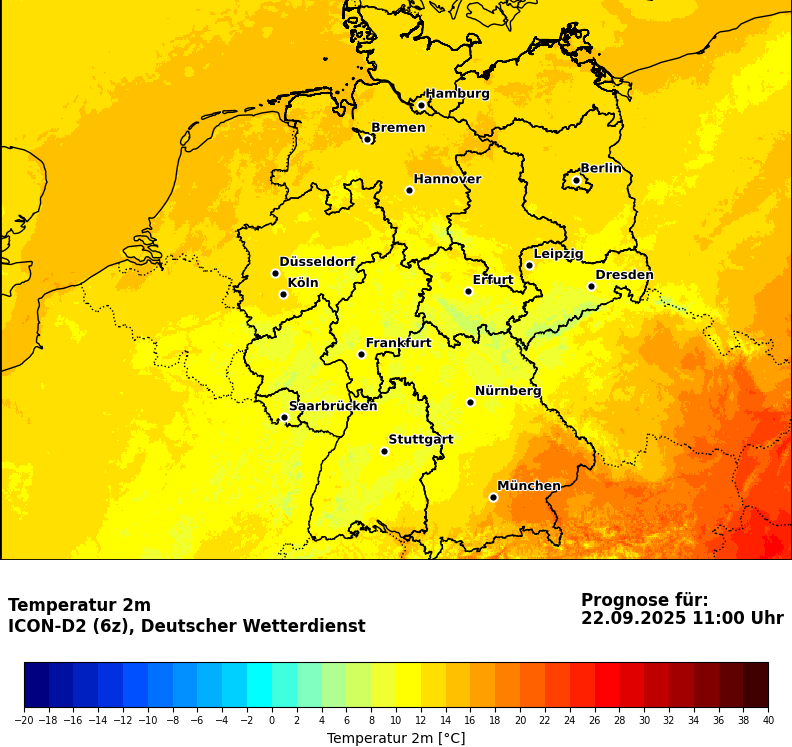 Hamburg
Bremen
Berlin
Hannover
Leipzig
Düsseldorf
Dresden
Erfurt
Köln
Frankfurt
Nürnberg
Saarbrücken
Stuttgart
München
Temperatur 2m
ICON-D2 (6z), Deutscher Wetterdienst
Prognose für:
22.09.2025 11:00 Uhr
−20 −18 −16 −14 −12 −10 −8 −6 −4 −2 0 2 4 6 8 10 12 14 16 18 20 22 24 26 28 30 32 34 36 38 40
Temperatur 2m [°C]